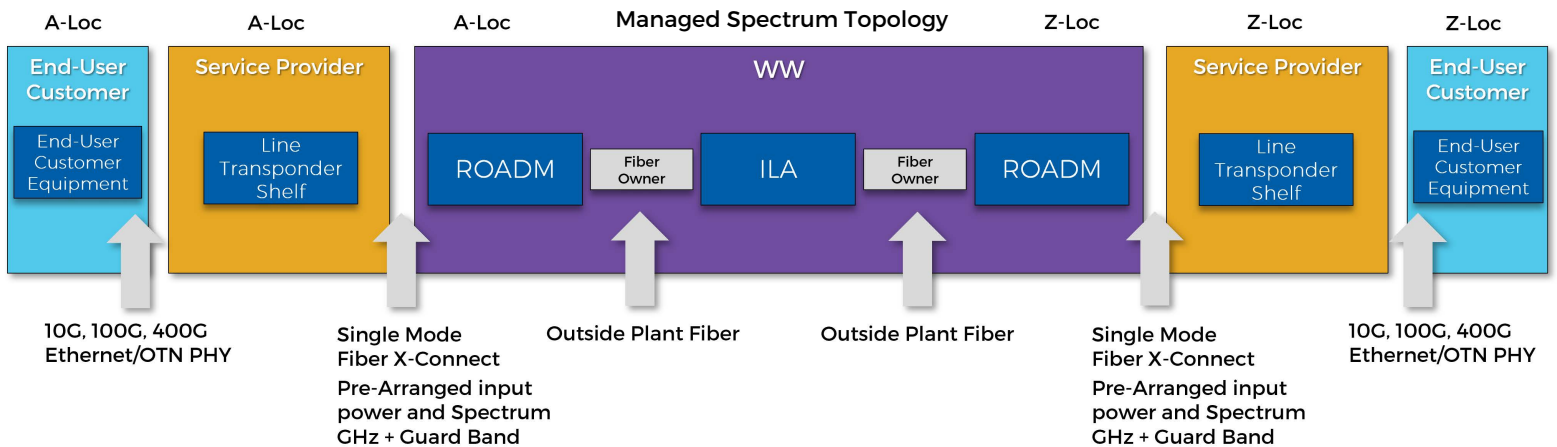 A-Loc
A-Loc
A-Loc
Managed Spectrum Topology
Z-Loc
Z-Loc
Z-Loc
End-User
Customer
Service Provider
WW
Service Provider
End-User
Customer
End-User
Customer
Equipment
Line
Transponder
Shelf
ROADM
Fiber
Owner
ILA
Fiber
Owner
ROADM
Line
Transponder
Shelf
End-User
Customer
Equipment
10G, 100G, 400G
Ethernet/OTN PHY
Single Mode
Fiber X-Connect
Pre-Arranged input
power and Spectrum
GHz + Guard Band
Outside Plant Fiber
Outside Plant Fiber
Single Mode
Fiber X-Connect
Pre-Arranged input
power and Spectrum
GHz + Guard Band
10G, 100G, 400G
Ethernet/OTN PHY